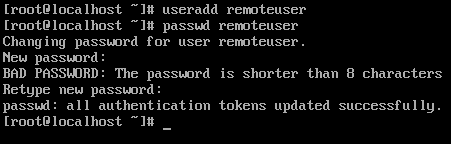 [root@localhost ~]# useradd remoteuser
[root@localhost ~]# passwd remoteuser
Changing password for user remoteuser.
New password:
BAD PASSWORD: The password is shorter than 8 characters
Retype new password:
passwd: all authentication tokens updated successfully.
[root@localhost ~]# _